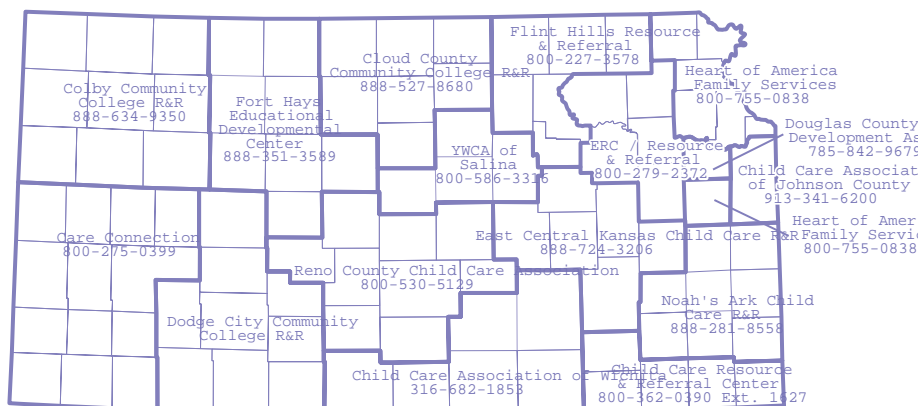 Flint Hills Resource
& Referral
800-227-3578
Cloud County
Community College R&R
888-527-8680
Heart of America
Family Services
800-755-0838
Colby Community
College R&R
888-634-9350
Fort Hays
Educational
Developmental
Center
888-351-3589
Douglas County
Development As
785-842-9679
YWCA of
Salina
800-586-3316
ERC / Resource
& Referral
800-279-2372
Child Care Associat
of Johnson County
913-341-6200
Heart of Amer
Family Servic
800-755-0838
Care Connection
800-275-0399
East Central Kansas Child Care R&R
888-724-3206
Reno County Child Care Association
800-530-5129
Noah's Ark Child
Care R&R
888-281-8558
Dodge City Community
College R&R
Child Care Association of Wichita
316-682-1853
Child Care Resource
& Referral Center
800-362-0390 Ext. 1627